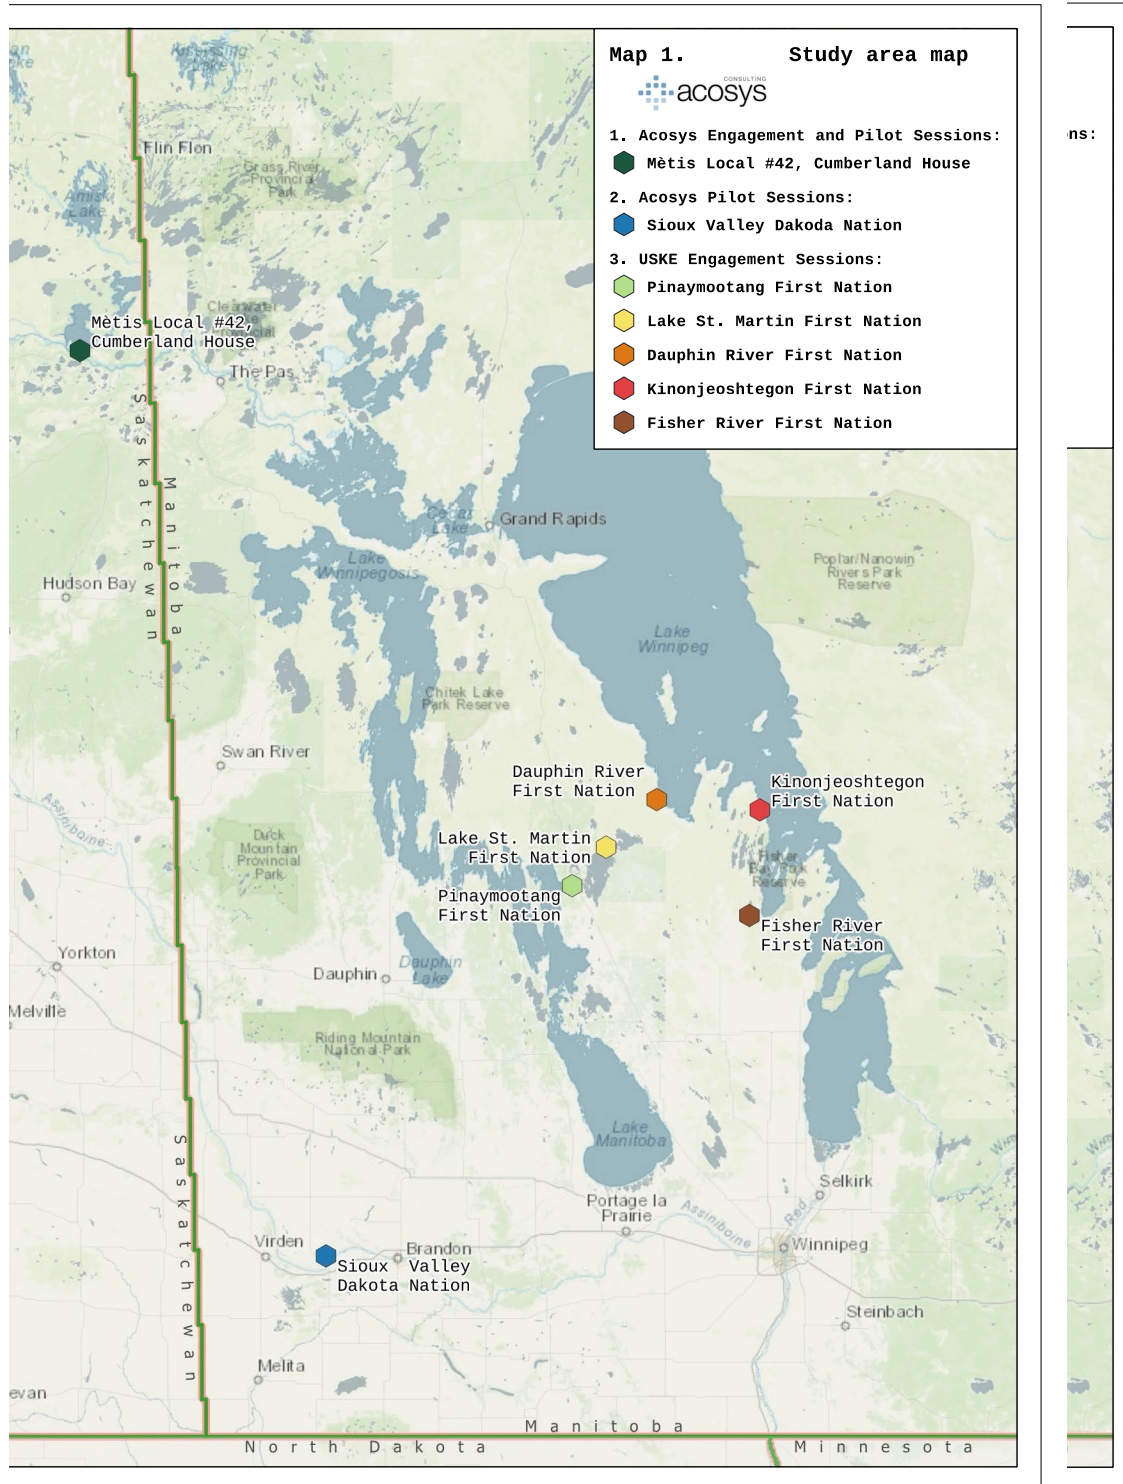 Map 1. Study area map
CONSULTING
acosys
1. Acosys Engagement and Pilot Sessions:
Mètis Local #42, Cumberland House
2. Acosys Pilot Sessions:
Sioux Valley Dakoda Nation
3. USKE Engagement Sessions:
Pinaymootang First Nation
Lake St. Martin First Nation
Dauphin River First Nation
Kinonjeoshtegon First Nation
Fisher River First Nation
ns:
Kississing
Lake
Flin Flon
Grass River
Provincial
Park
Amisk
Lake
Mètis Local #42,
Cumberland House
Clearwater
The Pas
Saskatchewan
Manitoba
Cedar
Lake
Grand Rapids
Lake
Winnipegosis
Hudson Bay
Poplar/Nanowin
Rivers Park
Reserve
Lake
Winnipeg
Chitek Lake
Park Reserve
Swan River
Dauphin River
First Nation
Kinonjeoshtegon
First Nation
Assiniboine
Duck
Mountain
Provincial
Park
Lake St. Martin
First Nation
Fisher
Bay Park
Reserve
Pinaymootang
First Nation
Fisher River
First Nation
Yorkton
Dauphin
Dauphin
Lake
Melville
Riding Mountain
National Park
Lake
Manitoba
Saskatchewan
Selkirk
Portage la
Prairie
Assiniboine
Red
Virden
Brandon
Winnipeg
Sioux Valley
Dakota Nation
Steinbach
Melita
evan
Manitoba
North Dakota
Minnesota